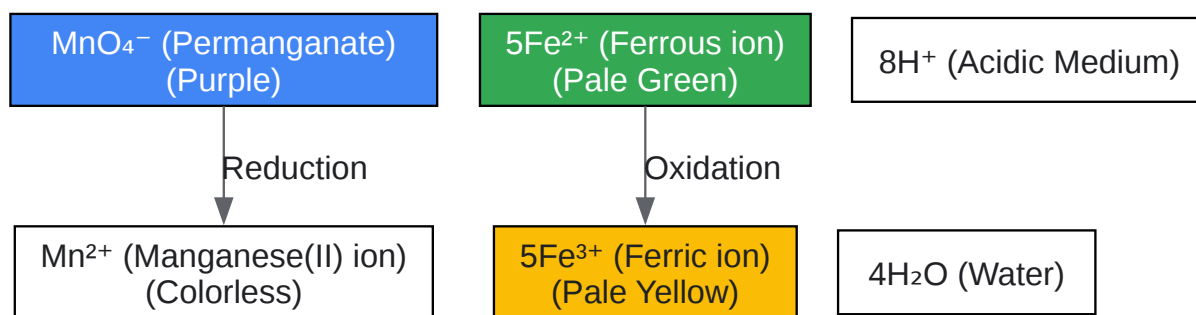 MnO₄⁻ (Permanganate)
(Purple)
5Fe²⁺ (Ferrous ion)
(Pale Green)
8H⁺ (Acidic Medium)
Reduction
Oxidation
Mn²⁺ (Manganese(II) ion)
(Colorless)
5Fe³⁺ (Ferric ion)
(Pale Yellow)
4H₂O (Water)